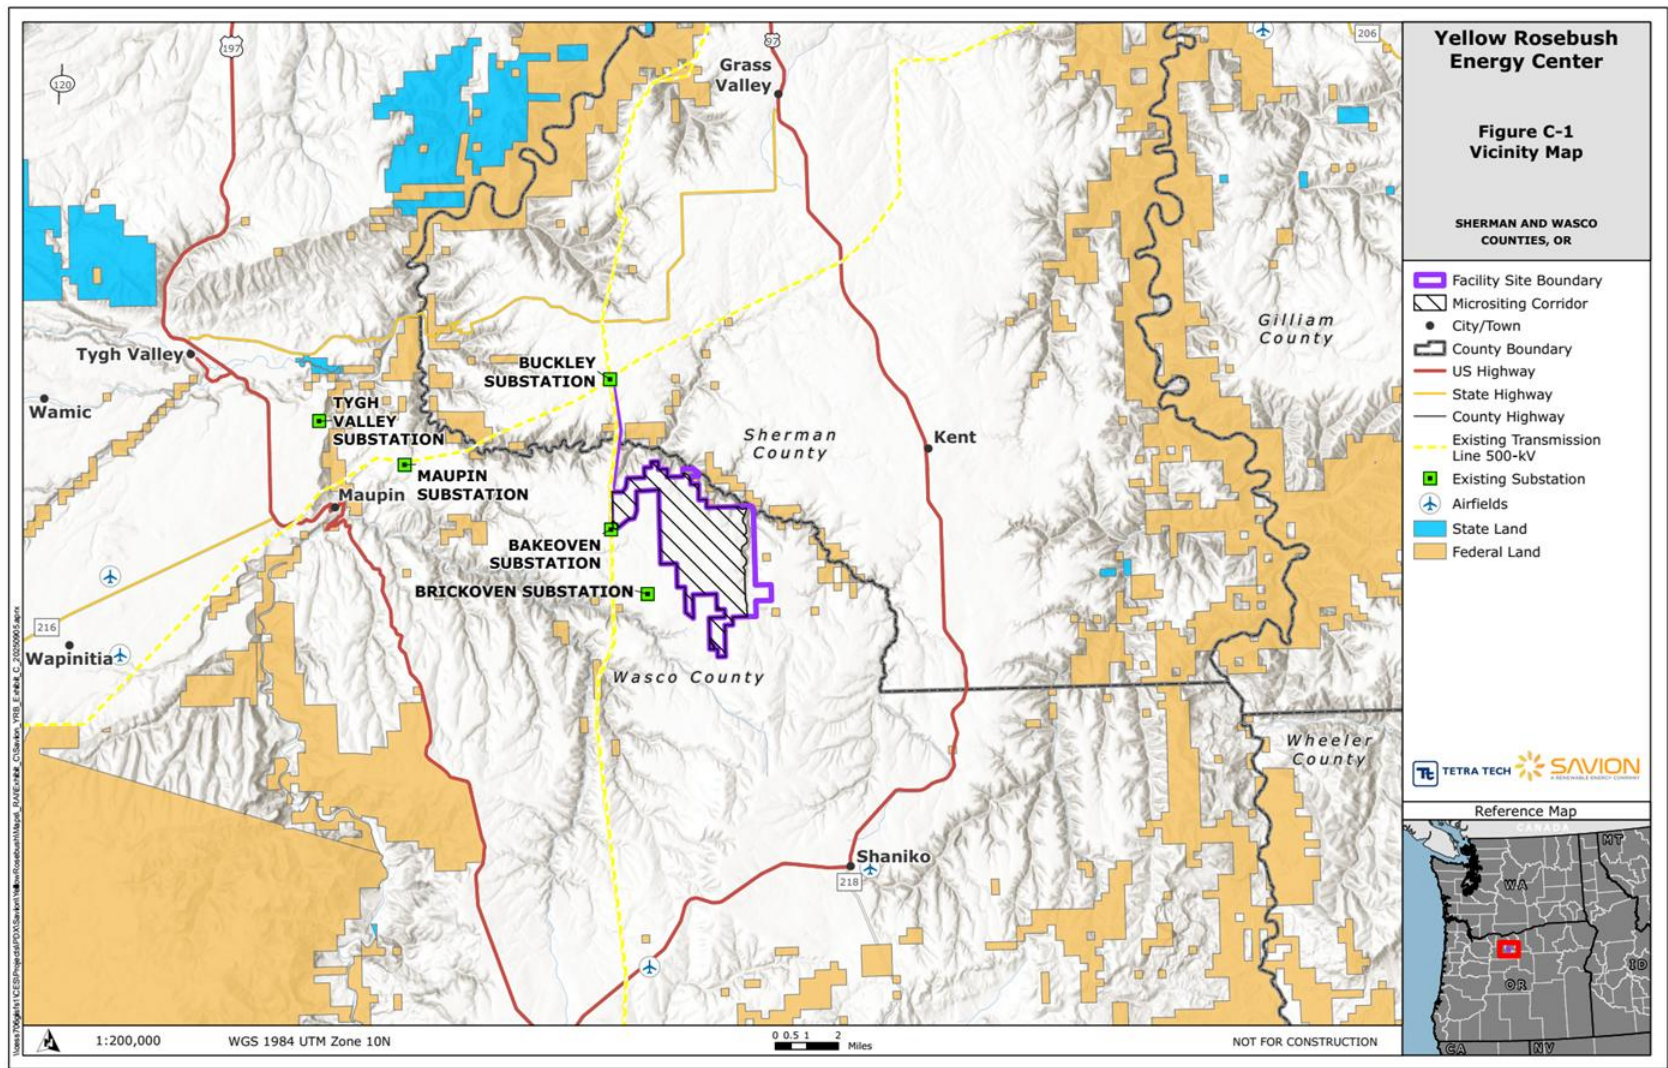 197
120
97
206
Grass
Valley
Tygh Valley
Wamic
TYGH
VALLEY
SUBSTATION
BUCKLEY
SUBSTATION
MAUPIN
SUBSTATION
Maupin
Sherman
County
Kent
Gilliam
County
BAKEOVEN
SUBSTATION
BRICKOVEN SUBSTATION
216
Wapinitia
Wasco County
Wheeler
County
Shaniko
218
1:200,000
WGS 1984 UTM Zone 10N
0 0.5 1 2
Miles
NOT FOR CONSTRUCTION
Yellow Rosebush
Energy Center
Figure C-1
Vicinity Map
SHERMAN AND WASCO
COUNTIES, OR
Facility Site Boundary
Micrositing Corridor
City/Town
County Boundary
US Highway
State Highway
County Highway
Existing Transmission
Line 500-kV
Existing Substation
Airfields
State Land
Federal Land
TETRA TECH
SAVION
A RENEWABLE ENERGY COMPANY
Reference Map
CANADA
MT
WA
OR
ID
CA
NV